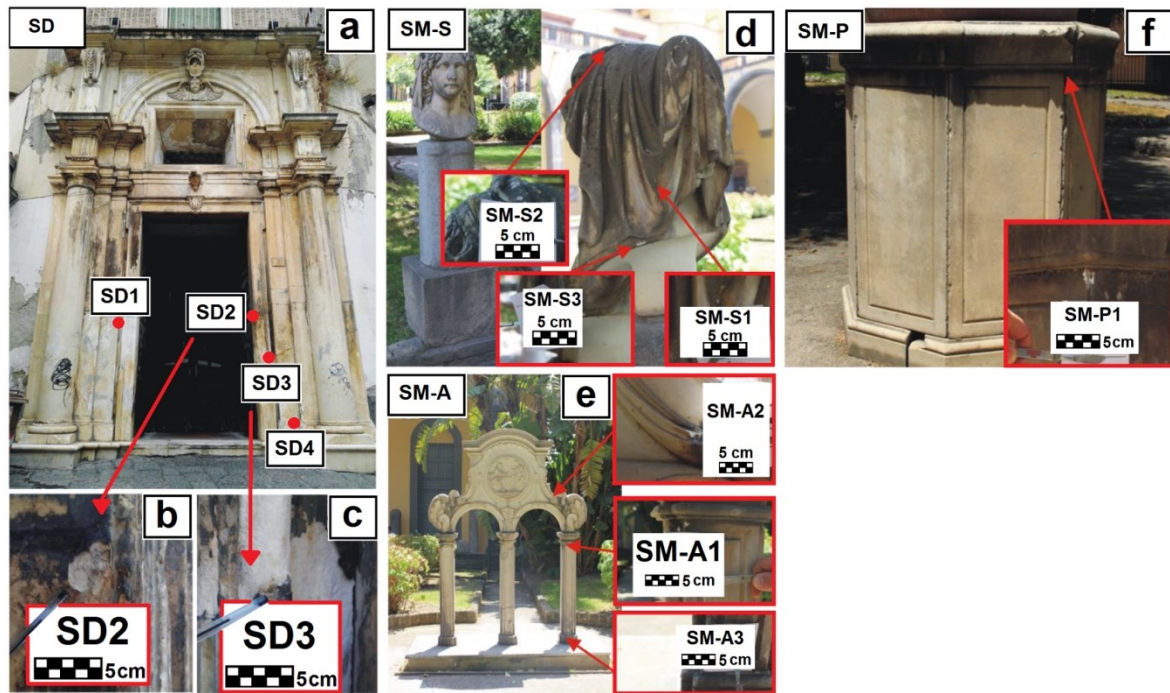 SD
a
SD1
SD2
SD3
SD4
b
SD2
5cm
c
SD3
5cm
SM-S
d
SM-S2
5 cm
SM-S3
5 cm
SM-S1
5 cm
SM-A
e
SM-A2
5 cm
SM-A1
5 cm
SM-A3
5 cm
SM-P
f
SM-P1
5cm